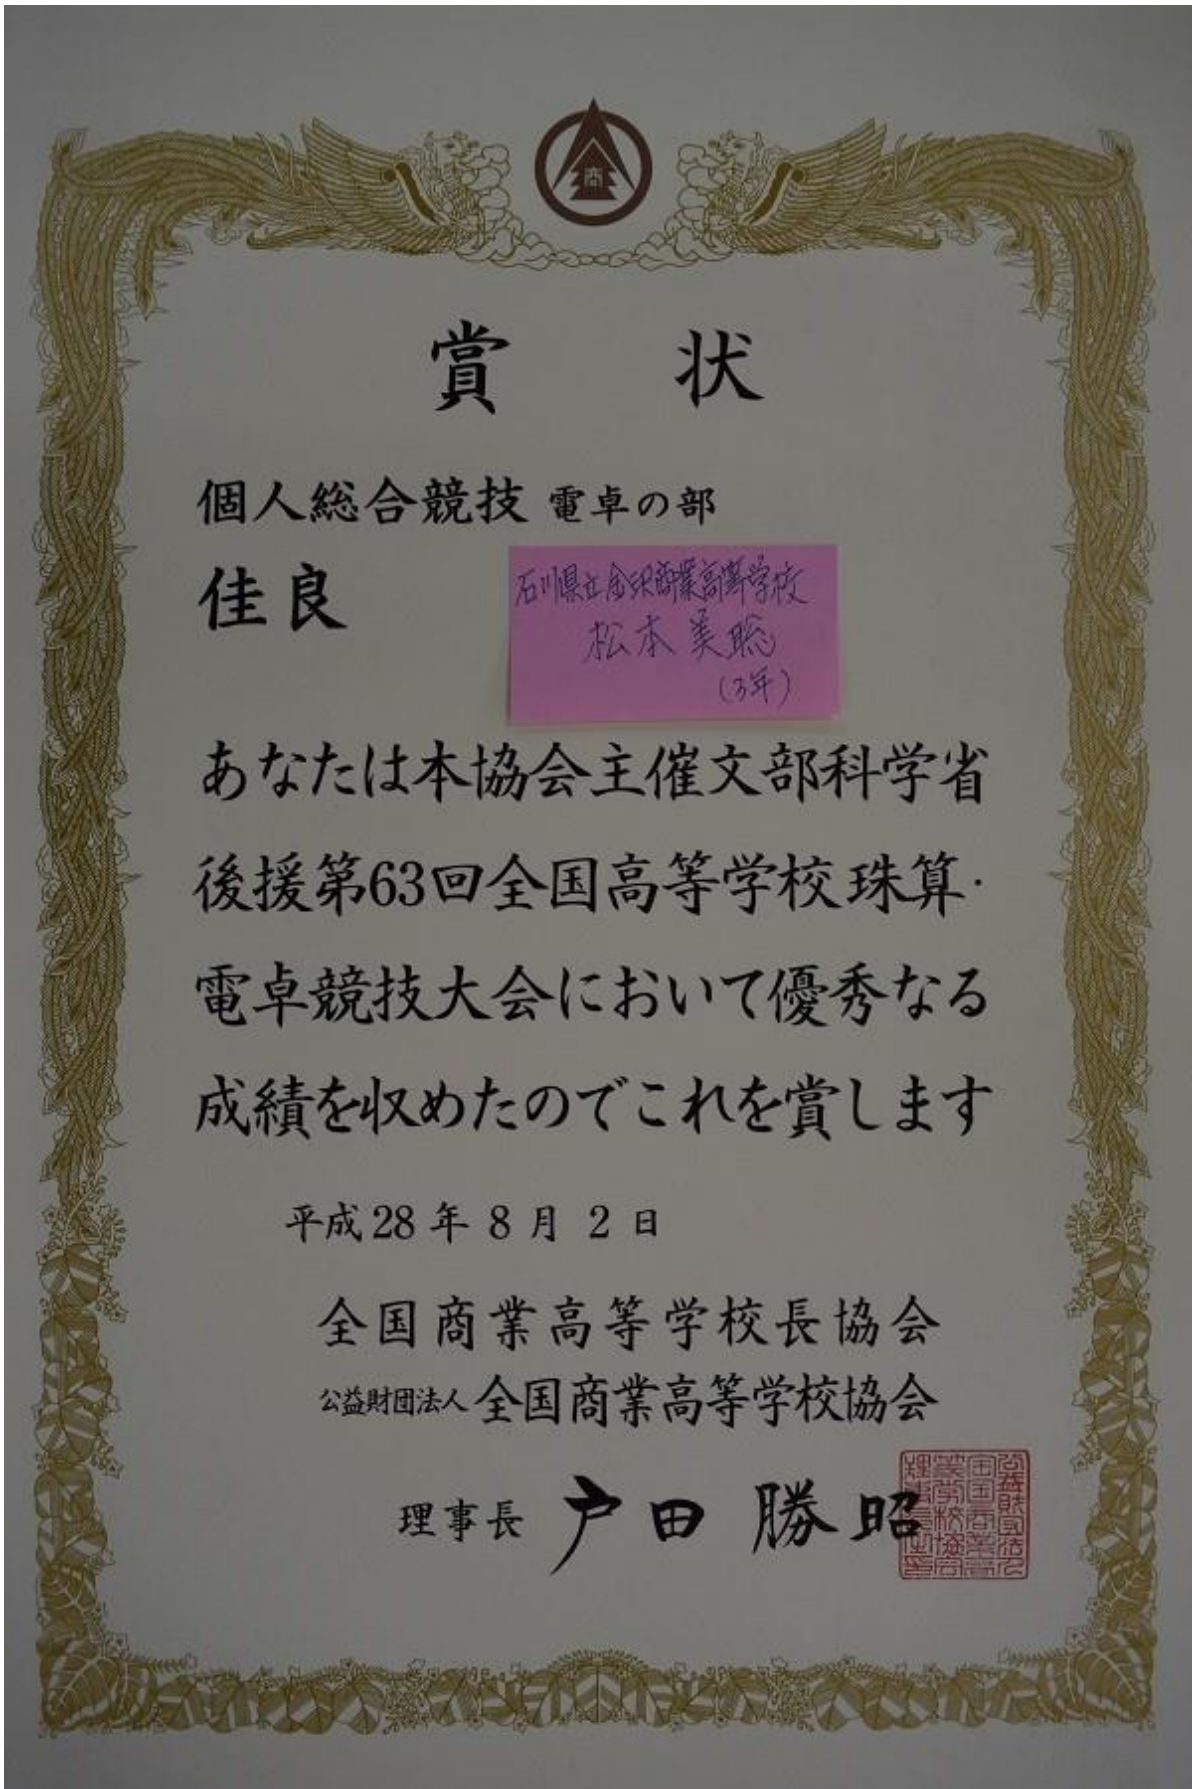 商
賞状
個人総合競技 電卓の部
佳良
石川県立金沢商業高等学校
松本美聡
(3年)
あなたは本協会主催文部科学省
後援第63回全国高等学校珠算・
電卓競技大会において優秀なる
成績を収めたのでこれを賞します
平成28年8月2日
全国商業高等学校長協会
公益財団法人 全国商業高等学校協会
理事長 戸田勝昭